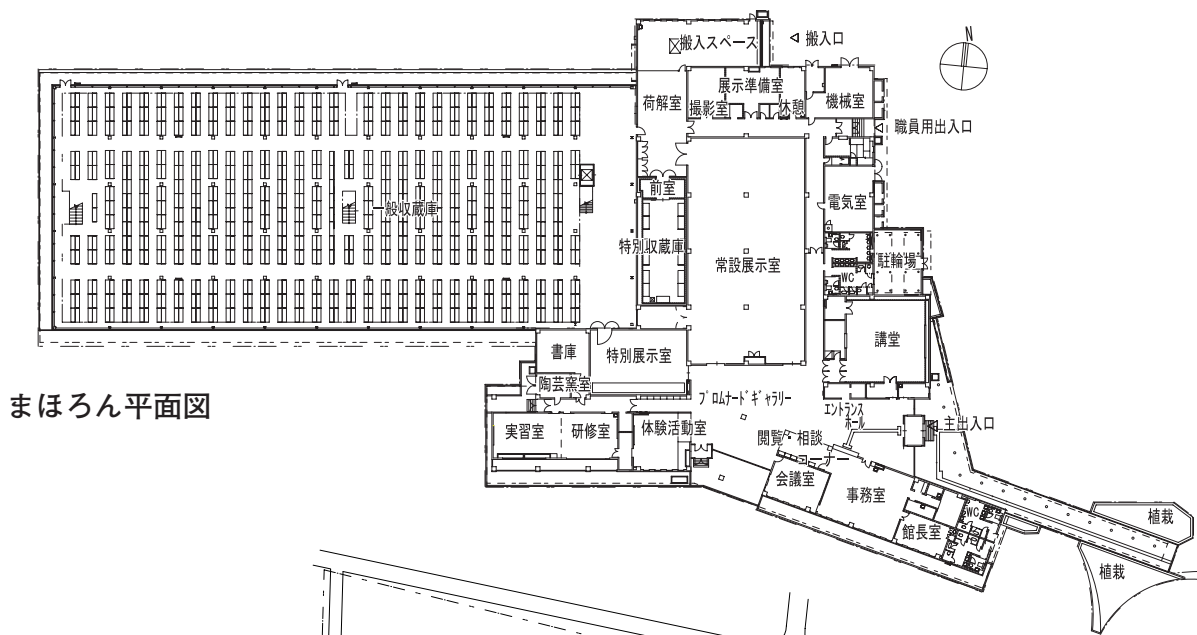 搬入スペース
搬入口
N
展示準備室
荷解室
撮影室
休憩
機械室
職員用出入口
前室
電気室
一般収蔵庫
特別収蔵庫
常設展示室
WC
駐輪場
講堂
書庫
特別展示室
陶芸窯室
まほろん平面図
プロムナードギャラリー
エントランス
ホール
主出入口
実習室
研修室
体験活動室
閲覧・相談
コーナー
会議室
事務室
WC
館長室
植栽
植栽